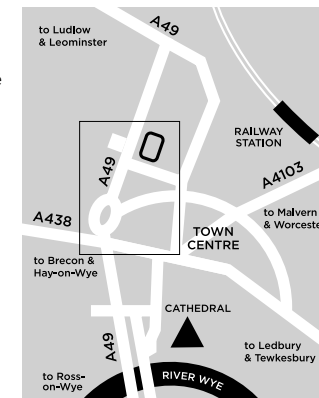 to Ludlow
& Leominster
A49
e
RAILWAY
STATION
A49
A4103
A438
to Malvern
& Worceste
TOWN
CENTRE
to Brecon &
Hay-on-Wye
CATHEDRAL
A49
to Ledbury
& Tewkesbury
to Ross-
on-Wye
RIVER WYE